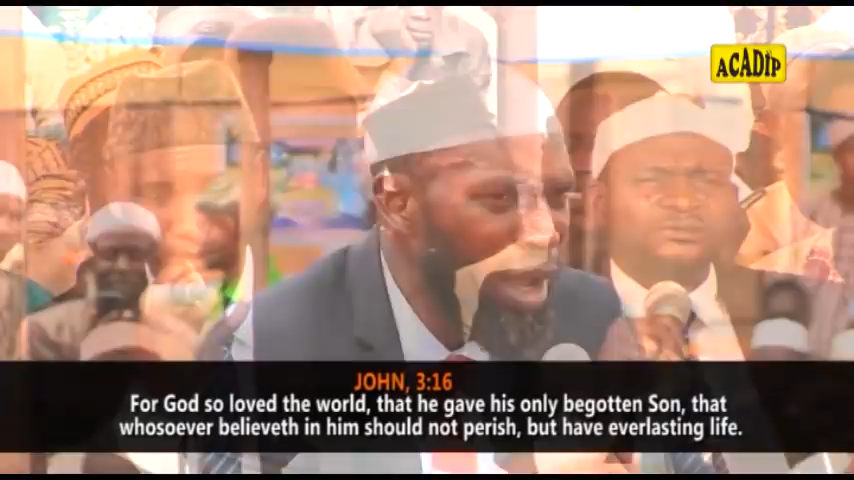 ACADIP
JOHN, 3:16
For God so loved the world, that he gave his only begotten Son, that
whosoever believeth in him should not perish, but have everlasting life.